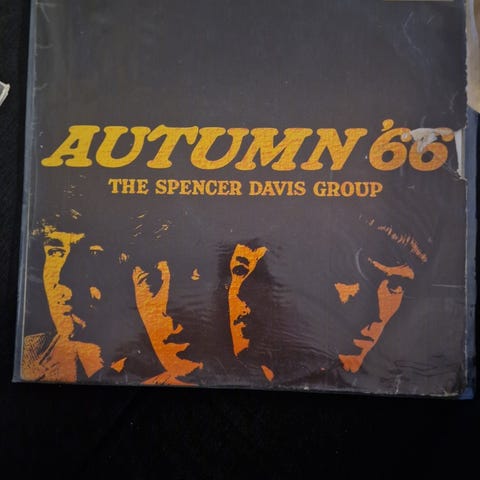 AUTUMN '66
THE SPENCER DAVIS GROUP